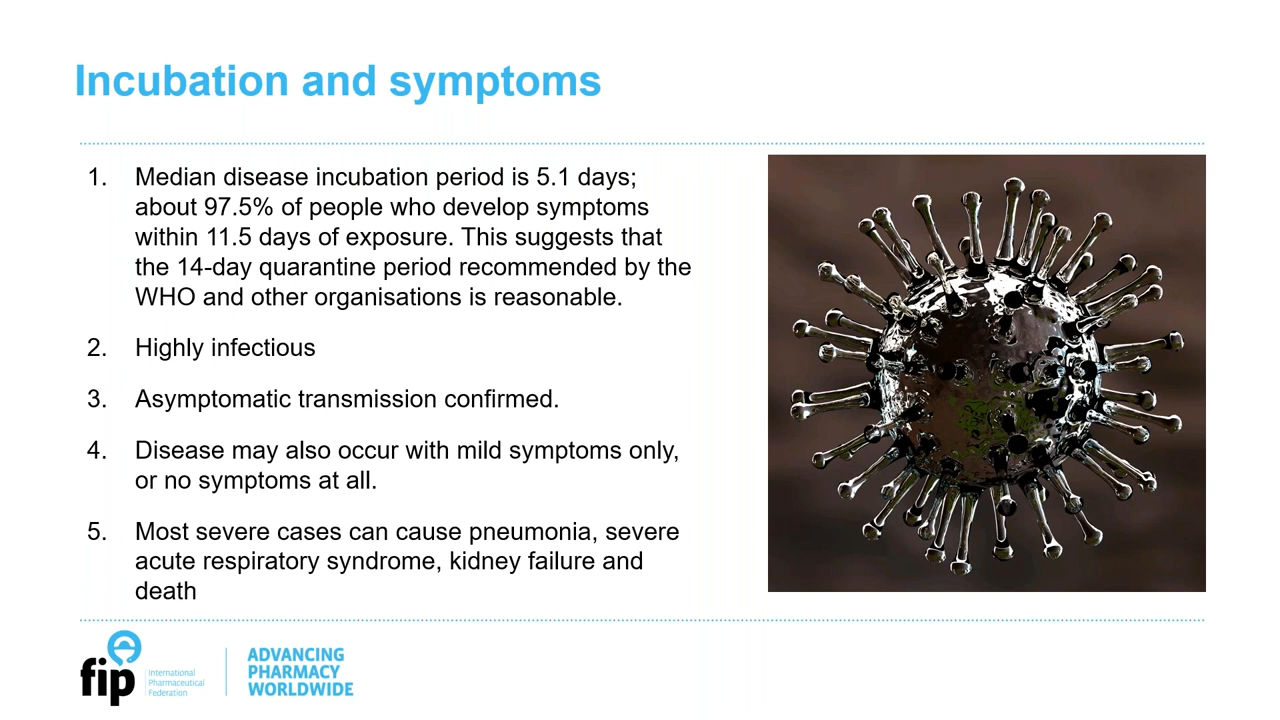 Incubation and symptoms
1. Median disease incubation period is 5.1 days;
about 97.5% of people who develop symptoms
within 11.5 days of exposure. This suggests that
the 14-day quarantine period recommended by the
WHO and other organisations is reasonable.
2. Highly infectious
3. Asymptomatic transmission confirmed.
4. Disease may also occur with mild symptoms only,
or no symptoms at all.
5. Most severe cases can cause pneumonia, severe
acute respiratory syndrome, kidney failure and
death
fip
International
Pharmaceutical
Federation
ADVANCING
PHARMACY
WORLDWIDE